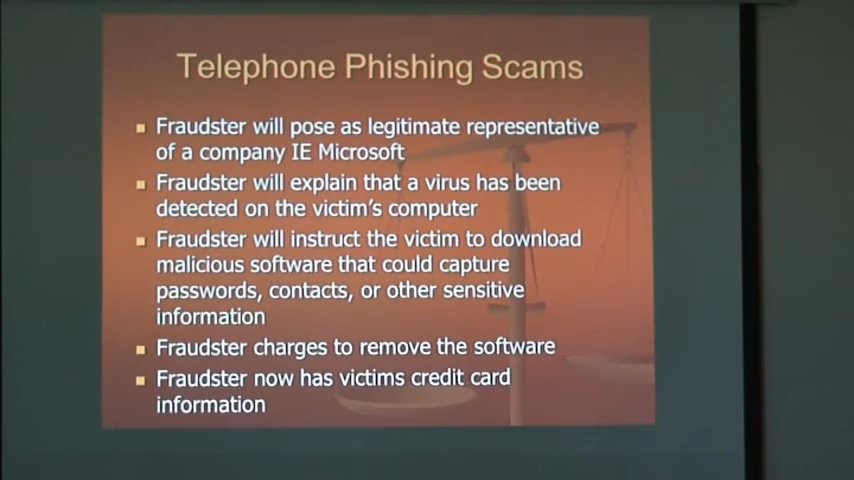 Telephone Phishing Scams
Fraudster will pose as legitimate representative
of a company IE Microsoft
Fraudster will explain that a virus has been
detected on the victim's computer
Fraudster will instruct the victim to download
malicious software that could capture
passwords, contacts, or other sensitive
information
Fraudster charges to remove the software
Fraudster now has victims credit card
information